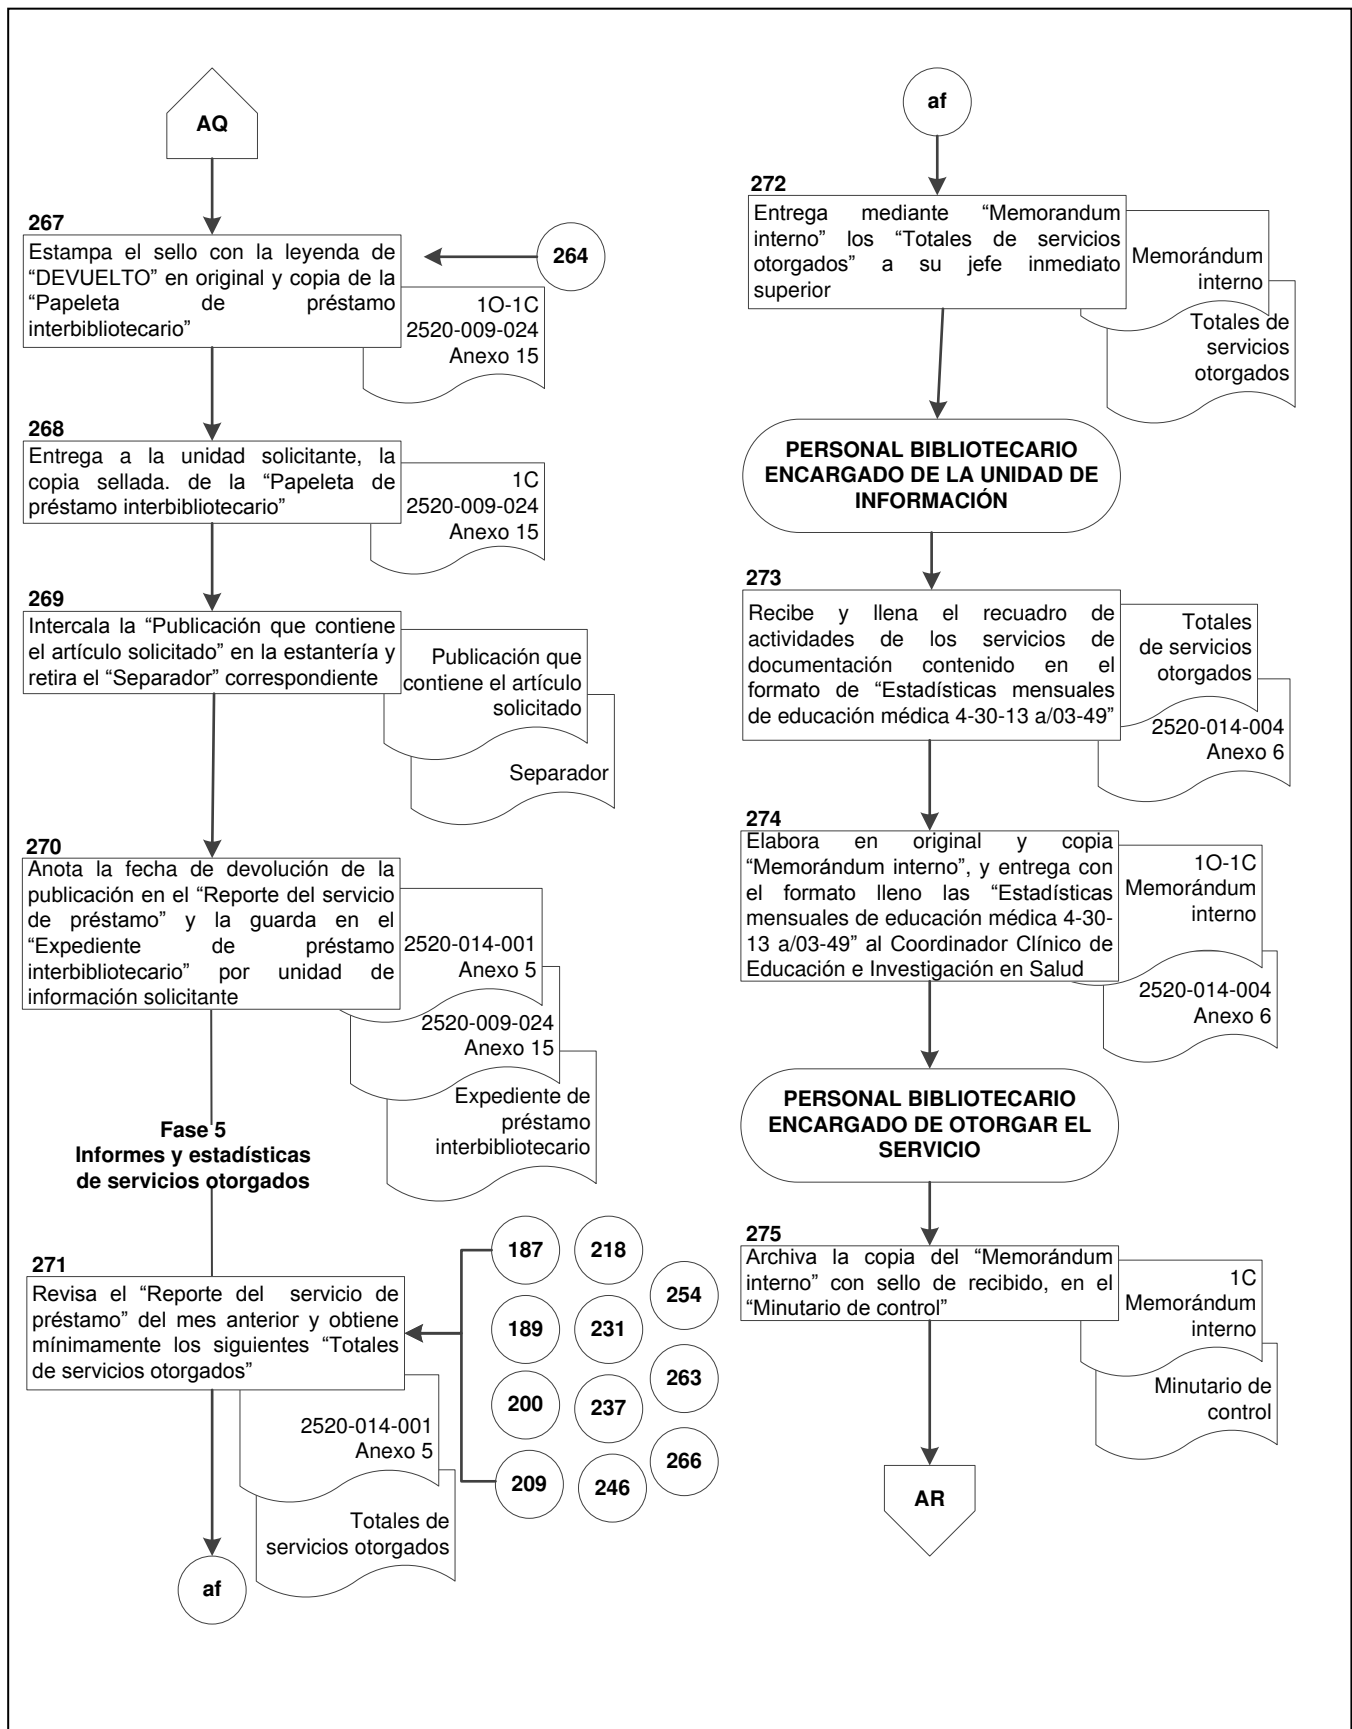 AQ
267
Estampa el sello con la leyenda de
“DEVUELTO” en original y copia de la
“Papeleta de préstamo
interbibliotecario”
264
1O-1C
2520-009-024
Anexo 15
268
Entrega a la unidad solicitante, la
copia sellada. de la “Papeleta de
préstamo interbibliotecario”
1C
2520-009-024
Anexo 15
269
Intercala la “Publicación que contiene
el artículo solicitado” en la estantería y
retira el “Separador” correspondiente
Publicación que
contiene el artículo
solicitado
Separador
270
Anota la fecha de devolución de la
publicación en el “Reporte del servicio
de préstamo” y la guarda en el
“Expediente de préstamo
interbibliotecario” por unidad de
información solicitante
2520-014-001
Anexo 5
2520-009-024
Anexo 15
Expediente de
préstamo
interbibliotecario
Fase 5
Informes y estadísticas
de servicios otorgados
271
Revisa el “Reporte del servicio de
préstamo” del mes anterior y obtiene
mínimamente los siguientes “Totales
de servicios otorgados”
187
218
254
189
231
263
200
237
266
209
246
2520-014-001
Anexo 5
Totales de
servicios otorgados
af
af
272
Entrega mediante “Memorandum
interno” los “Totales de servicios
otorgados” a su jefe inmediato
superior
Memorándum
interno
Totales de
servicios
otorgados
PERSONAL BIBLIOTECARIO
ENCARGADO DE LA UNIDAD DE
INFORMACIÓN
273
Recibe y llena el recuadro de
actividades de los servicios de
documentación contenido en el
formato de “Estadísticas mensuales
de educación médica 4-30-13 a/03-49”
Totales
de servicios
otorgados
2520-014-004
Anexo 6
274
Elabora en original y copia
“Memorándum interno”, y entrega con
el formato lleno las “Estadísticas
mensuales de educación médica 4-30-
13 a/03-49” al Coordinador Clínico de
Educación e Investigación en Salud
1O-1C
Memorándum
interno
2520-014-004
Anexo 6
PERSONAL BIBLIOTECARIO
ENCARGADO DE OTORGAR EL
SERVICIO
275
Archiva la copia del “Memorándum
interno” con sello de recibido, en el
“Minutario de control”
1C
Memorándum
interno
Minutario de
control
AR